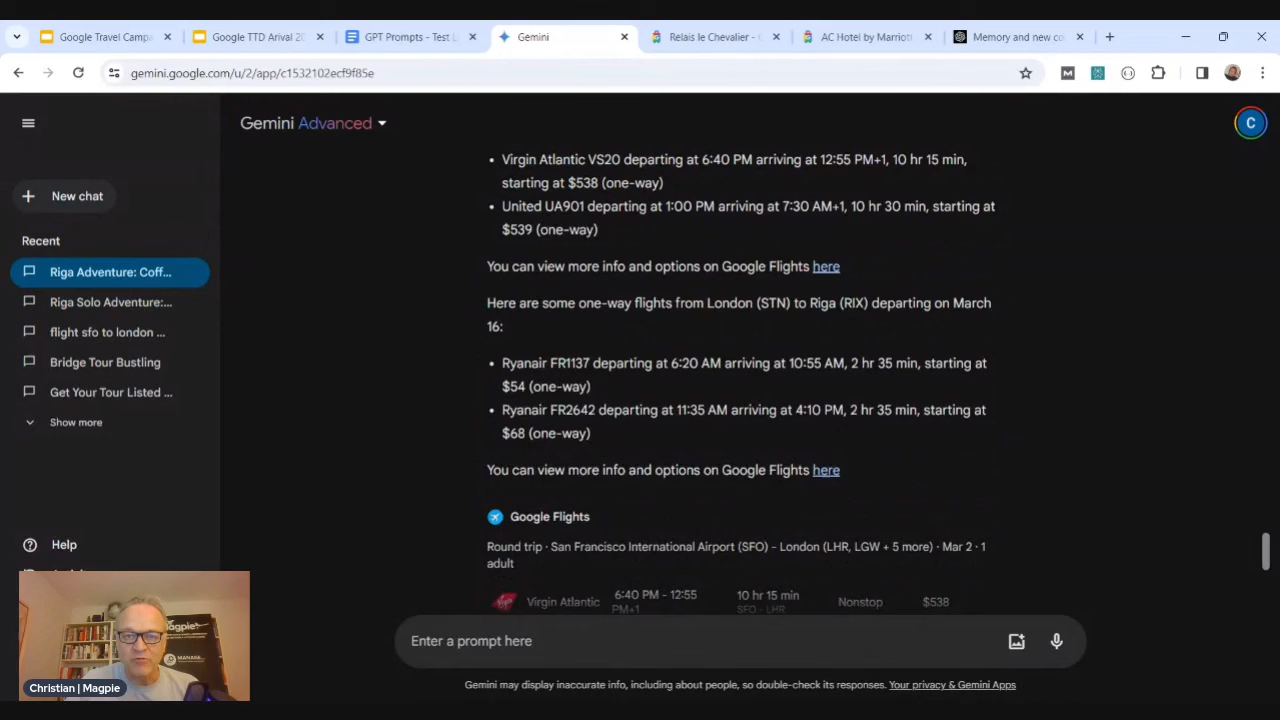 Google Travel Campa
Google TTD Arival 20
GPT Prompts - Test L
Gemini
Relais le Chevalier -
AC Hotel by Marriott
Memory and new co
gemini.google.com/u/2/app/c1532102ecf9f85e
Gemini Advanced
C
New chat
Recent
Riga Adventure: Coff...
Riga Solo Adventure:...
flight sfo to london ...
Bridge Tour Bustling
Get Your Tour Listed ...
Show more
Help
• Virgin Atlantic VS20 departing at 6:40 PM arriving at 12:55 PM+1, 10 hr 15 min,
starting at $538 (one-way)
• United UA901 departing at 1:00 PM arriving at 7:30 AM+1, 10 hr 30 min, starting at
$539 (one-way)
You can view more info and options on Google Flights here
Here are some one-way flights from London (STN) to Riga (RIX) departing on March
16:
• Ryanair FR1137 departing at 6:20 AM arriving at 10:55 AM, 2 hr 35 min, starting at
$54 (one-way)
• Ryanair FR2642 departing at 11:35 AM arriving at 4:10 PM, 2 hr 35 min, starting at
$68 (one-way)
You can view more info and options on Google Flights here
Google Flights
Round trip · San Francisco International Airport (SFO) - London (LHR, LGW + 5 more) · Mar 2 · 1
adult
Virgin Atlantic 6:40 PM - 12:55 10 hr 15 min Nonstop $538
PM+1 SFO - LHR
Enter a prompt here
Gemini may display inaccurate info, including about people, so double-check its responses. Your privacy & Gemini Apps
Christian | Magpie